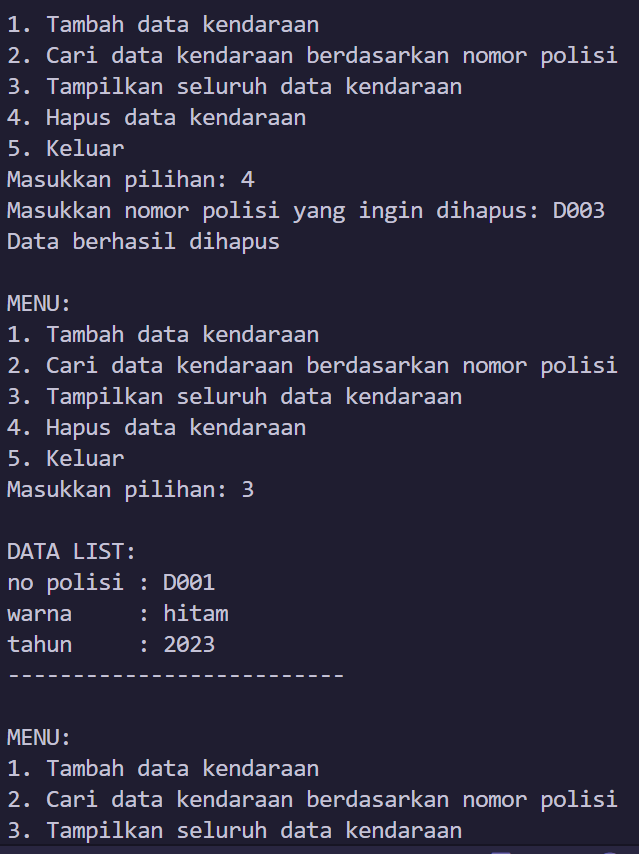 1. Tambah data kendaraan
2. Cari data kendaraan berdasarkan nomor polisi
3. Tampilkan seluruh data kendaraan
4. Hapus data kendaraan
5. Keluar
Masukkan pilihan: 4
Masukkan nomor polisi yang ingin dihapus: D003
Data berhasil dihapus

MENU:
1. Tambah data kendaraan
2. Cari data kendaraan berdasarkan nomor polisi
3. Tampilkan seluruh data kendaraan
4. Hapus data kendaraan
5. Keluar
Masukkan pilihan: 3

DATA LIST:
no polisi : D001
warna     : hitam
tahun     : 2023
--------------------------

MENU:
1. Tambah data kendaraan
2. Cari data kendaraan berdasarkan nomor polisi
3. Tampilkan seluruh data kendaraan